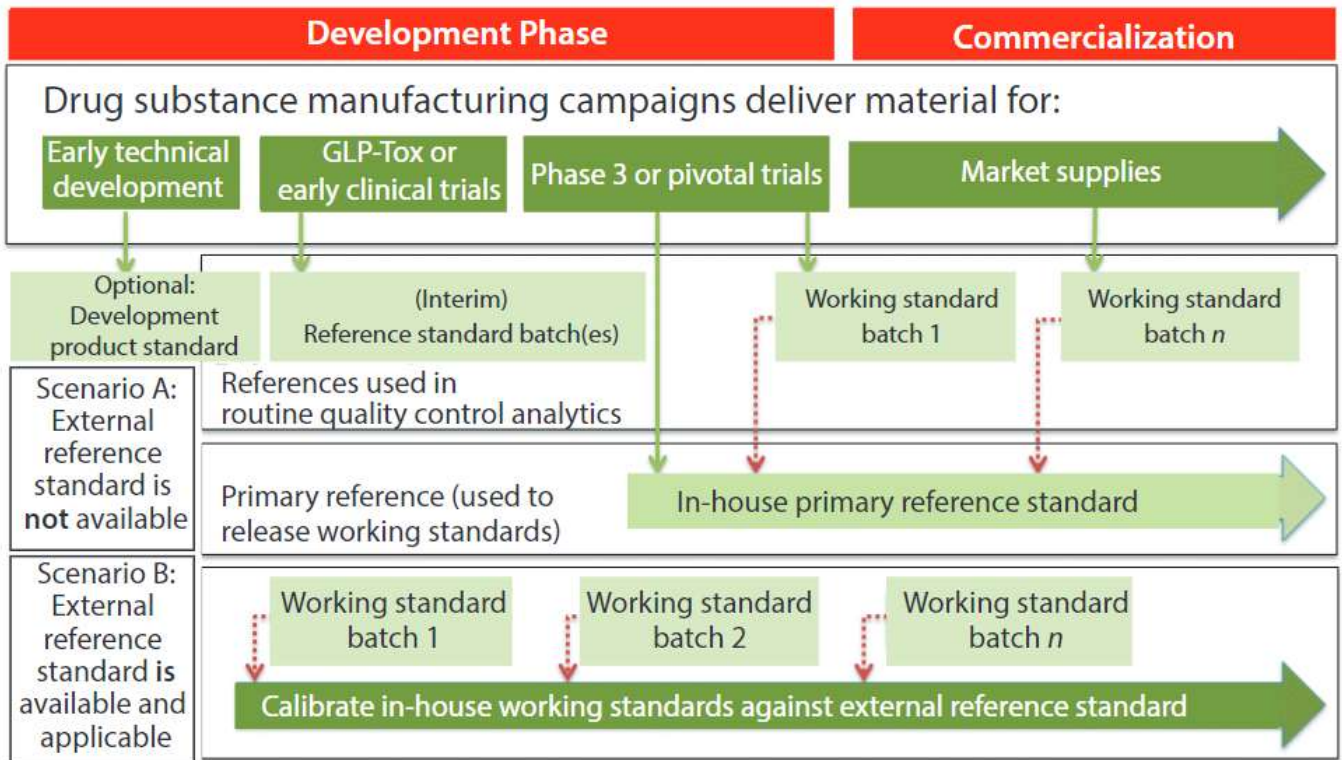 Development Phase
Commercialization
Drug substance manufacturing campaigns deliver material for:
Early technical
development
GLP-Tox or
early clinical trials
Phase 3 or pivotal trials
Market supplies
Optional:
Development
product standard
(Interim)
Reference standard batch(es)
Working standard
batch 1
Working standard
batch n
References used in
routine quality control analytics
Scenario A:
External
reference
standard is
not available
Primary reference (used to
release working standards)
In-house primary reference standard
Scenario B:
External
reference
standard is
available and
applicable
Working standard
batch 1
Working standard
batch 2
Working standard
batch n
Calibrate in-house working standards against external reference standard